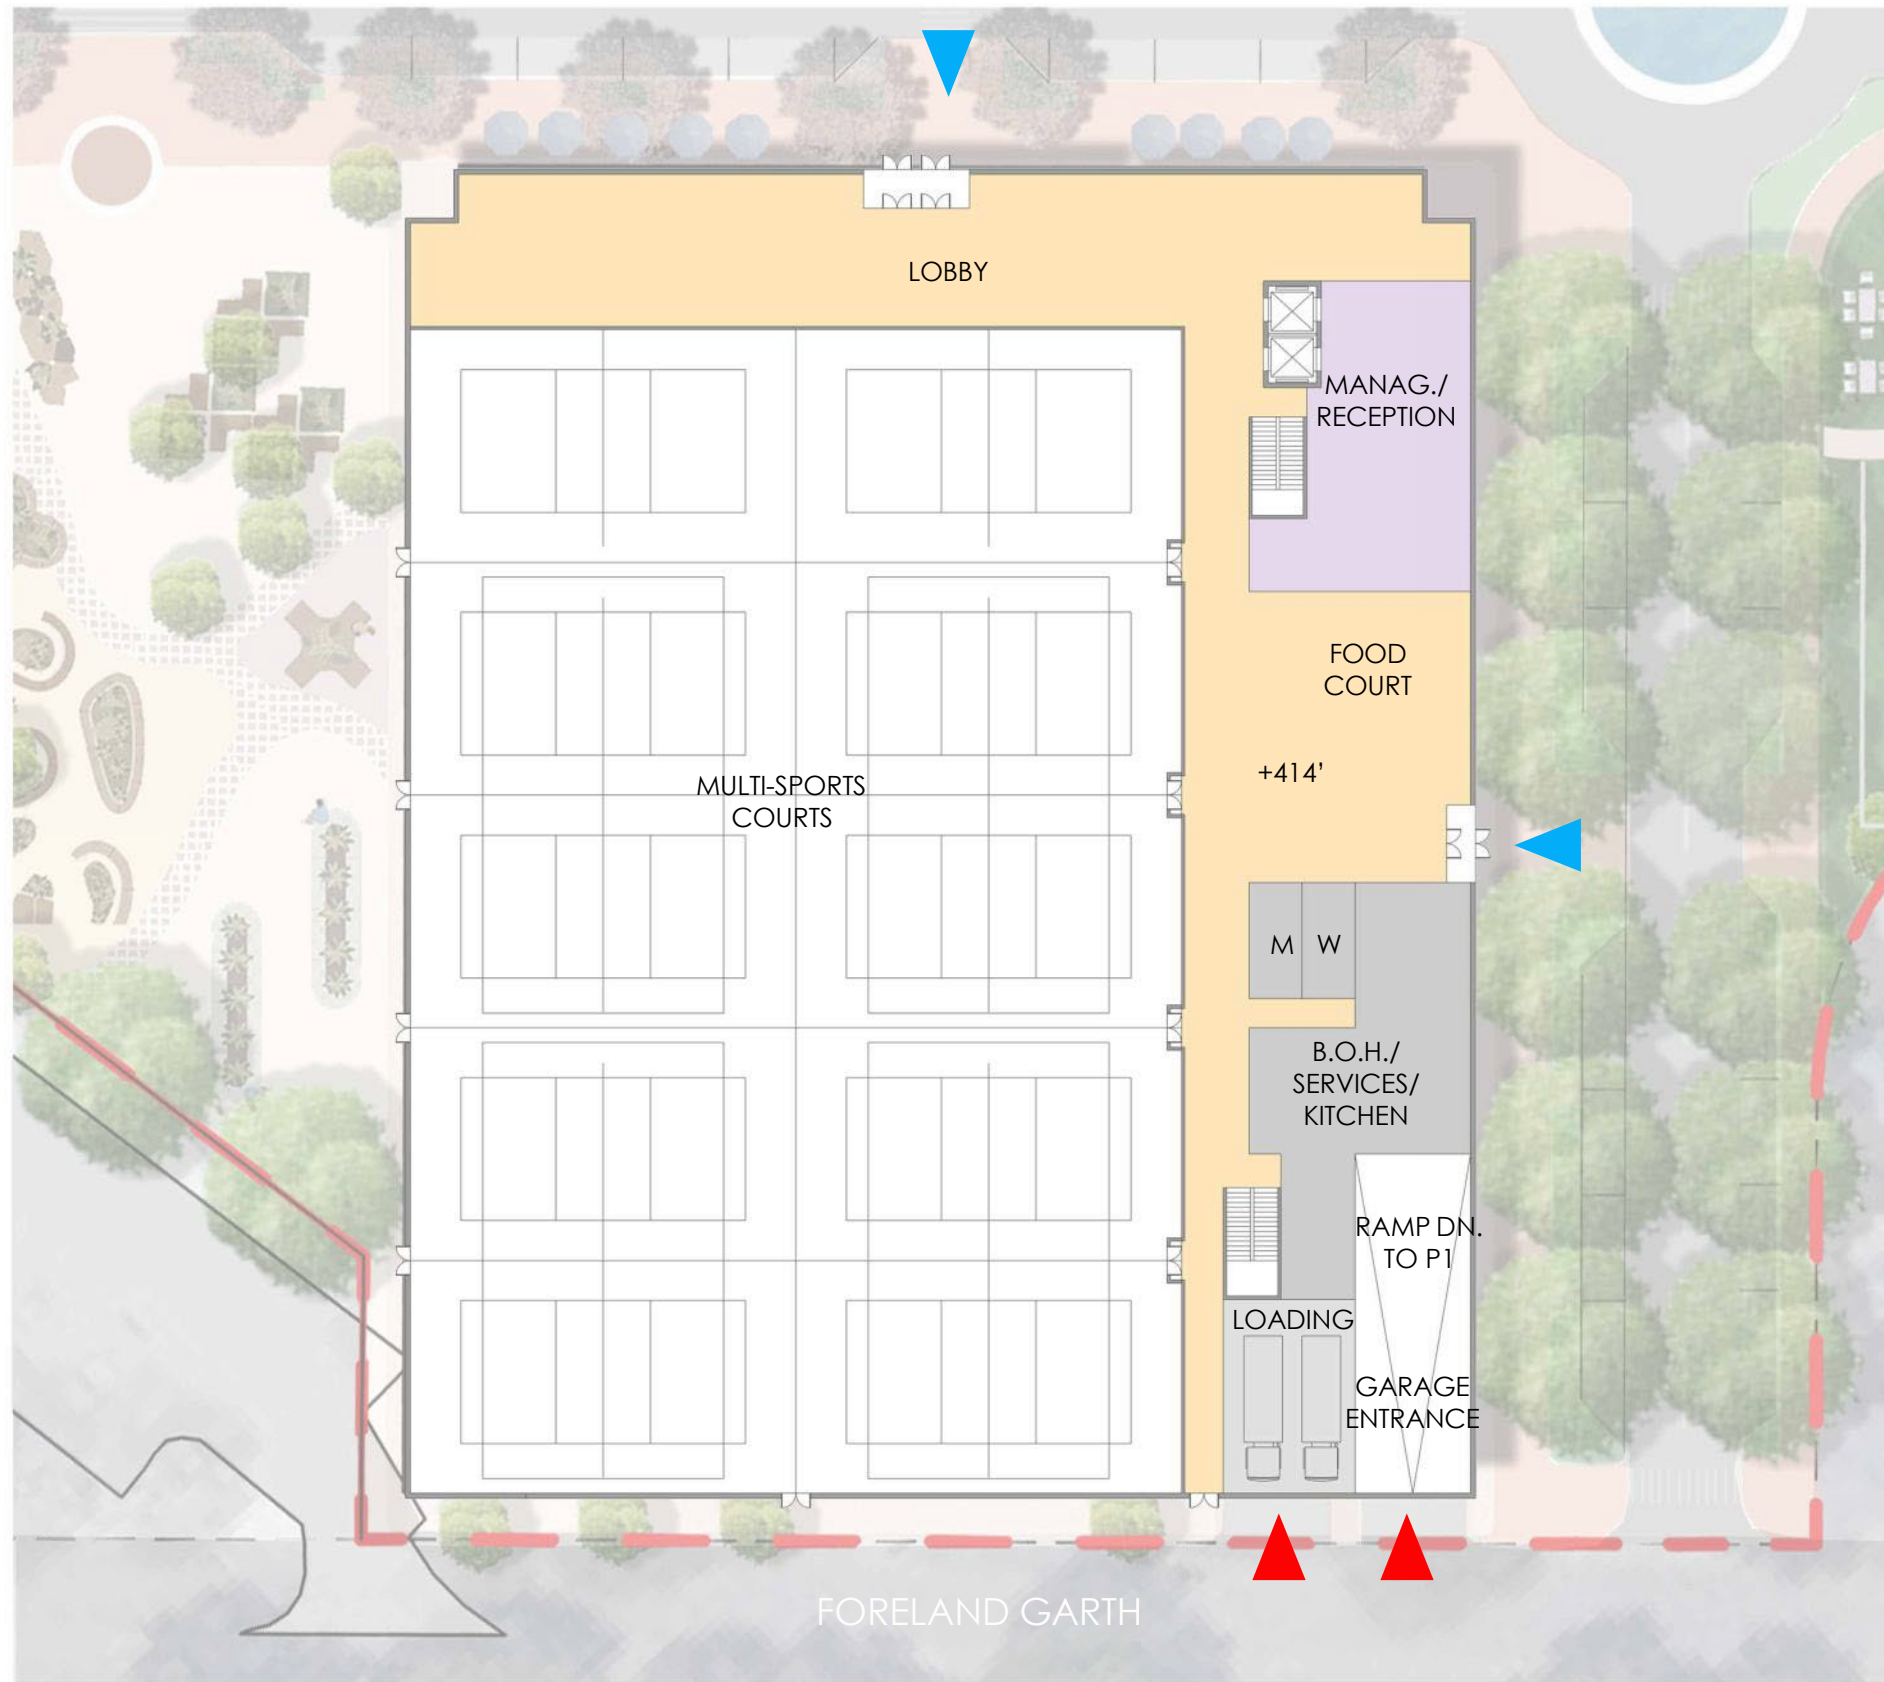 LOBBY
MANAG./
RECEPTION
FOOD
COURT
+414’
MULTI-SPORTS
COURTS
M
W
B.O.H./
SERVICES/
KITCHEN
RAMP DN.
TO P1
LOADING
GARAGE
ENTRANCE
FORELAND GARTH